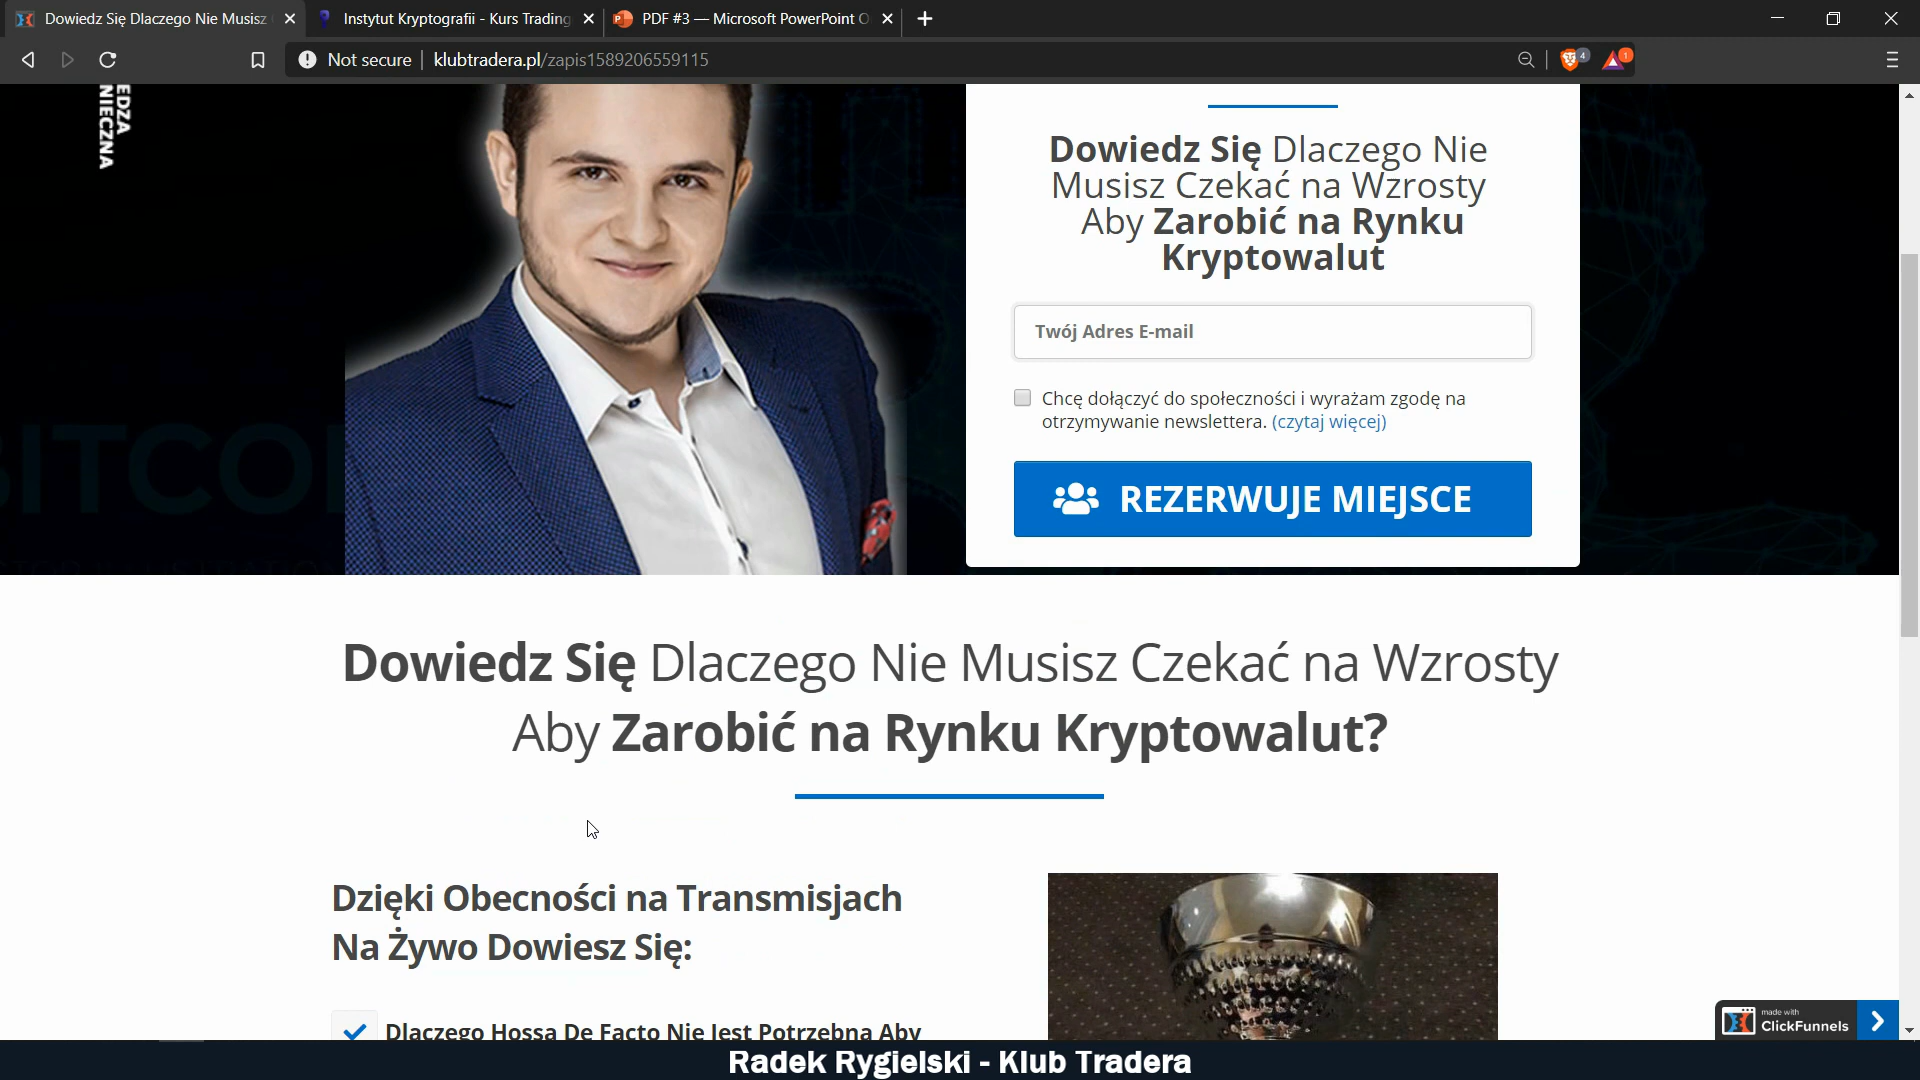 Dowiedz Się Dlaczego Nie Musisz
Instytut Kryptografii - Kurs Trading
PDF #3 — Microsoft PowerPoint O
Not secure
klubtradera.pl/zapis1589206559115
4
1
EDZA
NIECZNA
BITCO
Dowiedz Się Dlaczego Nie
Musisz Czekać na Wzrosty
Aby Zarobić na Rynku
Kryptowalut
Twój Adres E-mail
Chcę dołączyć do społeczności i wyrażam zgodę na
otrzymywanie newslettera. (czytaj więcej)
REZERWUJE MIEJSCE
Dowiedz Się Dlaczego Nie Musisz Czekać na Wzrosty
Aby Zarobić na Rynku Kryptowalut?
Dzięki Obecności na Transmisjach
Na Żywo Dowiesz Się:
Dlaczego Hossa De Facto Nie Jest Potrzebna Aby
made with
ClickFunnels
Radek Rygielski - Klub Tradera